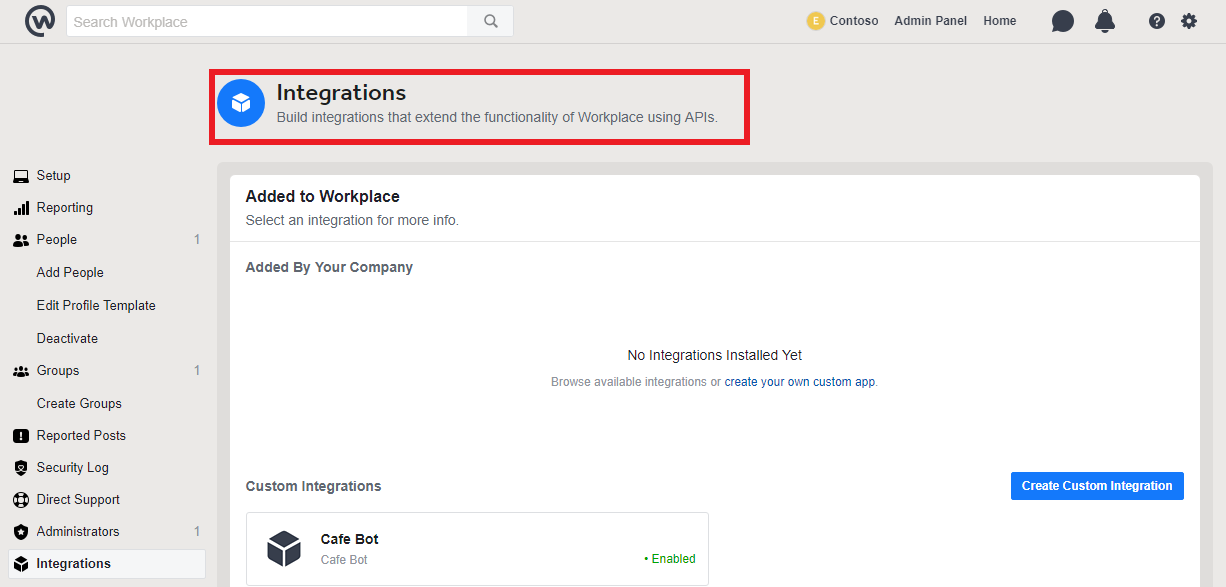 Search Workplace
E Contoso Admin Panel Home
Integrations
Build integrations that extend the functionality of Workplace using APIs.
Setup
Reporting
People 1
Add People
Edit Profile Template
Deactivate
Groups 1
Create Groups
Reported Posts
Security Log
Direct Support
Administrators 1
Integrations
Added to Workplace
Select an integration for more info.
Added By Your Company
No Integrations Installed Yet
Browse available integrations or create your own custom app.
Custom Integrations
Create Custom Integration
Cafe Bot
Cafe Bot
• Enabled